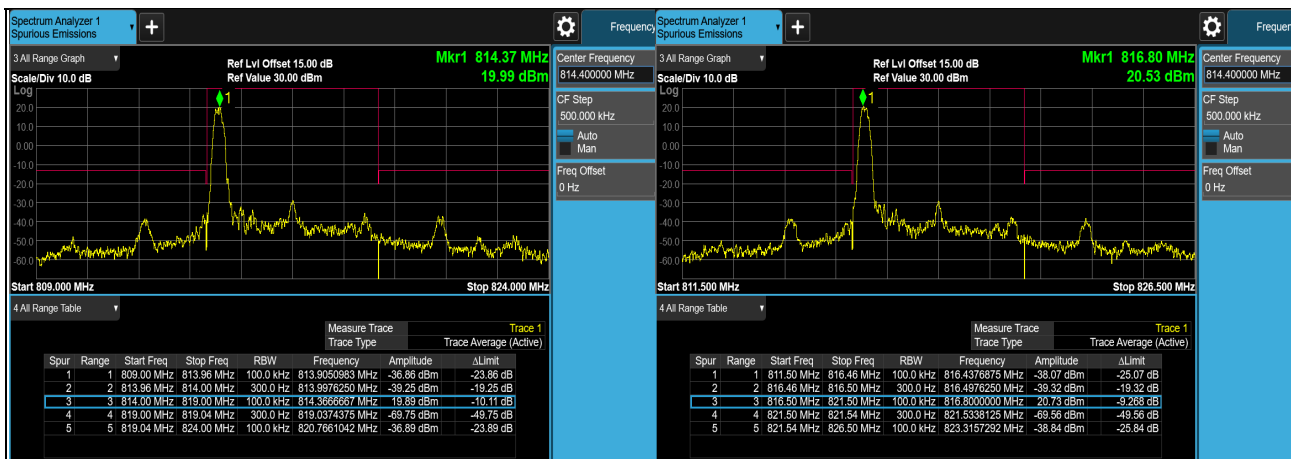 Spectrum Analyzer 1
Spurious Emissions
+
Frequency
3 All Range Graph
Scale/Div 10.0 dB
Ref Lvl Offset 15.00 dB
Ref Value 30.00 dBm
Mkr1 814.37 MHz
19.99 dBm
Log
1
20.0
10.0
0.00
-10.0
-20.0
-30.0
-40.0
-50.0
-60.0
Start 809.000 MHz
Stop 824.000 MHz
Center Frequency
814.400000 MHz
CF Step
500.000 kHz
Auto
Man
Freq Offset
0 Hz
4 All Range Table
Measure Trace Trace 1
Trace Type Trace Average (Active)
Spur Range Start Freq Stop Freq RBW Frequency Amplitude ΔLimit
1 1 809.00 MHz 813.96 MHz 100.0 kHz 813.9050983 MHz -36.86 dBm -23.86 dB
2 2 813.96 MHz 814.00 MHz 300.0 Hz 813.9976250 MHz -39.25 dBm -19.25 dB
3 3 814.00 MHz 819.00 MHz 100.0 kHz 814.3666667 MHz 19.89 dBm -10.11 dB
4 4 819.00 MHz 819.04 MHz 300.0 Hz 819.0374375 MHz -69.75 dBm -49.75 dB
5 5 819.04 MHz 824.00 MHz 100.0 kHz 820.7661042 MHz -36.89 dBm -23.89 dB
Spectrum Analyzer 1
Spurious Emissions
+
Frequen
3 All Range Graph
Scale/Div 10.0 dB
Ref Lvl Offset 15.00 dB
Ref Value 30.00 dBm
Mkr1 816.80 MHz
20.53 dBm
Log
1
20.0
10.0
0.00
-10.0
-20.0
-30.0
-40.0
-50.0
-60.0
Start 811.500 MHz
Stop 826.500 MHz
Center Frequency
814.400000 MHz
CF Step
500.000 kHz
Auto
Man
Freq Offset
0 Hz
4 All Range Table
Measure Trace Trace 1
Trace Type Trace Average (Active)
Spur Range Start Freq Stop Freq RBW Frequency Amplitude ΔLimit
1 1 811.50 MHz 816.46 MHz 100.0 kHz 816.4376875 MHz -38.07 dBm -25.07 dB
2 2 816.46 MHz 816.50 MHz 300.0 Hz 816.4976250 MHz -39.32 dBm -19.32 dB
3 3 816.50 MHz 821.50 MHz 100.0 kHz 816.8000000 MHz 20.73 dBm -9.268 dB
4 4 821.50 MHz 821.54 MHz 300.0 Hz 821.5338125 MHz -69.56 dBm -49.56 dB
5 5 821.54 MHz 826.50 MHz 100.0 kHz 823.3157292 MHz -38.84 dBm -25.84 dB